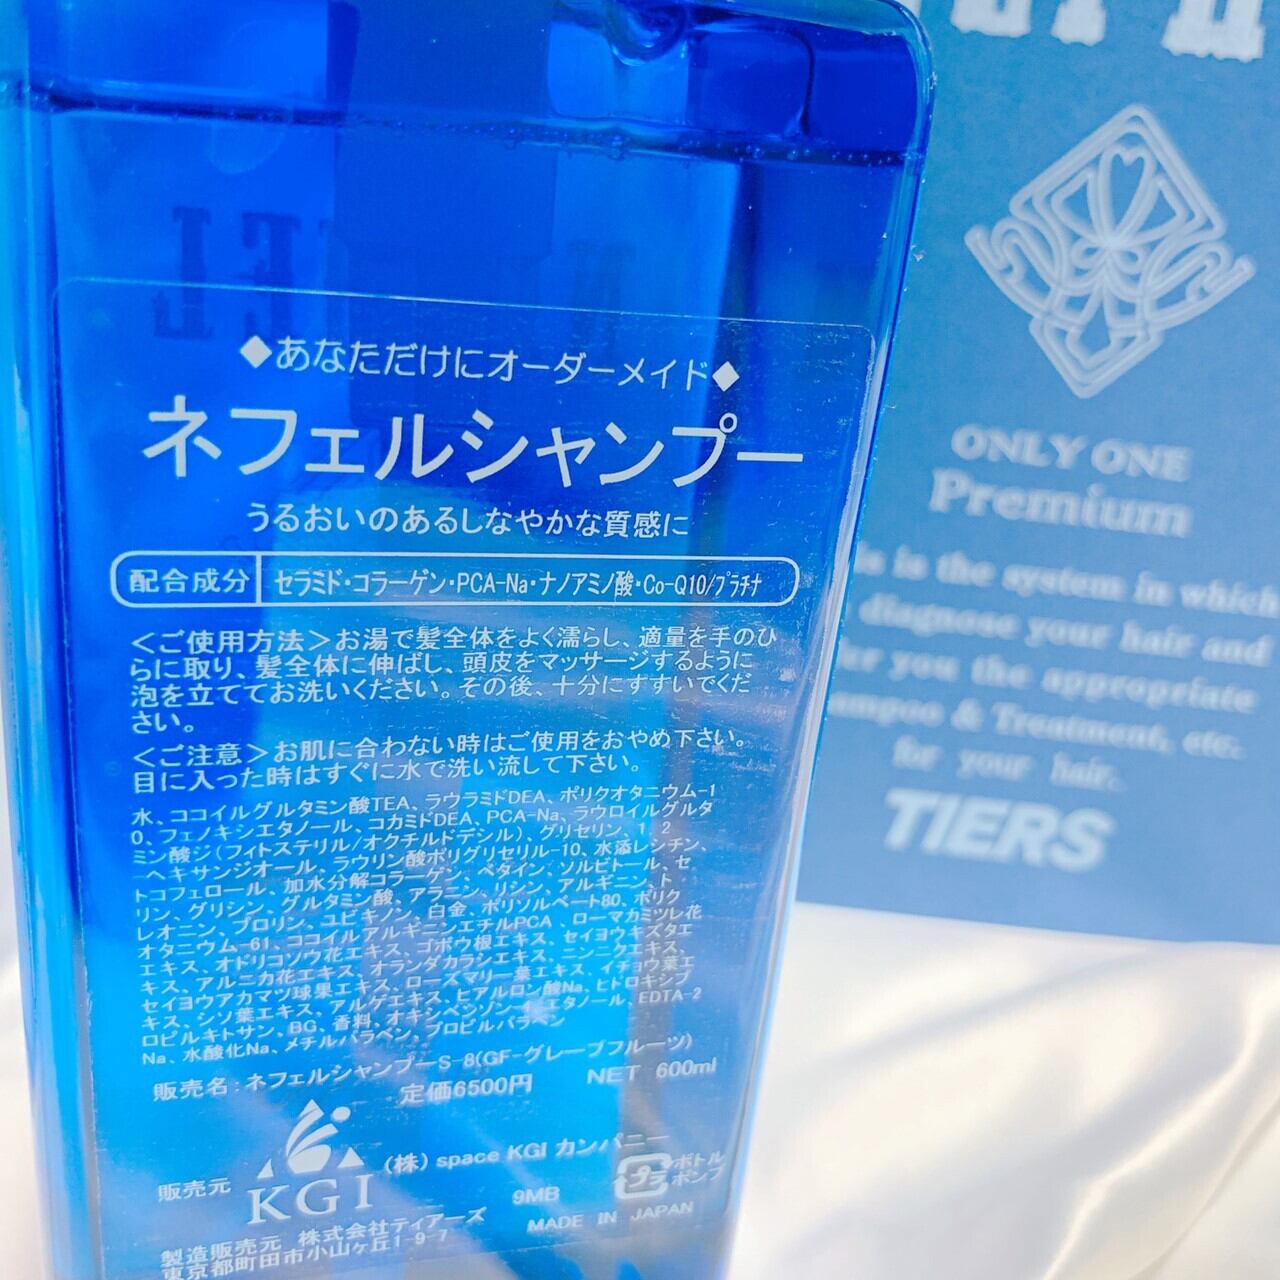 ◆あなただけにオーダーメイド◆
ネフェルシャンプー
うるおいのあるしなやかな質感に
配合成分 セラミド・コラーゲン・PCA-Na・ナノアミノ酸・Co-Q10/プラチナ
＜ご使用方法＞お湯で髪全体をよく濡らし、適量を手のひ
らに取り、髪全体に伸ばし、頭皮をマッサージするように
泡を立ててお洗いください。その後、十分にすすいでくだ
さい。
＜ご注意＞お肌に合わない時はご使用をおやめ下さい。
目に入った時はすぐに水で洗い流して下さい。
水、ココイルグルタミン酸TEA、ラウラミドDEA、ポリクオタニウム-1
0、フェノキシエタノール、コカミドDEA、PCA-Na、ラウロイルグルタ
ミン酸ジ(フィトステリル/オクチルドデシル)、グリセリン、1、2
-ヘキサンジオール、ラウリン酸ポリグリセリル-10、水添レシチン、
トコフェロール、加水分解コラーゲン、ベタイン、ソルビトール、セ
リン、グリシン、グルタミン酸、アラニン、リシン、アルギニン、ト
レオニン、プロリン、ユビキノン、白金、ポリソルベート80、ポリク
オタニウム-61、ココイルアルギニンエチルPCA、ローマカミツレ花
エキス、オドリコソウ花エキス、ゴボウ根エキス、セイヨウキズタエ
キス、アルニカ花エキス、オランダカラシエキス、ニンニクエキス、
セイヨウアカマツ球果エキス、ローズマリー葉エキス、イチョウ葉エ
キス、シソ葉エキス、アルゲエキス、ヒアルロン酸Na、ヒドロキシプ
ロピルキトサン、BG、香料、オキシベンゾン-4、エタノール、EDTA-2
Na、水酸化Na、メチルパラベン、プロピルパラベン
販売名:ネフェルシャンプーS-8(GF-グレープフルーツ)
定価6500円 NET 600ml
販売元 KGI (株) space KGI カンパニー
9MB プラ ボトル
ポンプ
MADE IN JAPAN
製造販売元 株式会社ティアーズ
東京都町田市小山ヶ丘1-9-7
ONLY ONE
Premium
is the system in which
diagnose your hair and
you the appropriate
& Treatment, etc.
for your hair.
TIERS